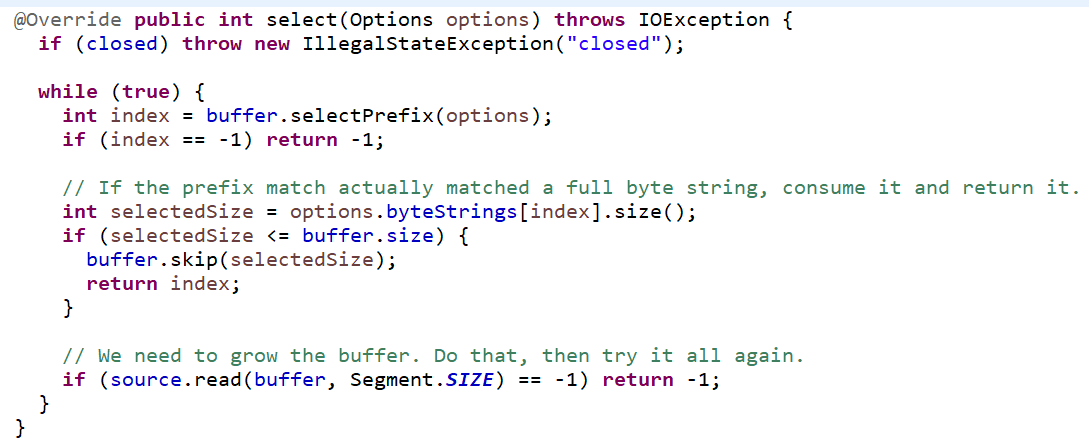 @Override public int select(Options options) throws IOException {
  if (closed) throw new IllegalStateException("closed");

  while (true) {
    int index = buffer.selectPrefix(options);
    if (index == -1) return -1;

    // If the prefix match actually matched a full byte string, consume it and return it.
    int selectedSize = options.byteStrings[index].size();
    if (selectedSize <= buffer.size) {
      buffer.skip(selectedSize);
      return index;
    }

    // We need to grow the buffer. Do that, then try it all again.
    if (source.read(buffer, Segment.SIZE) == -1) return -1;
  }
}